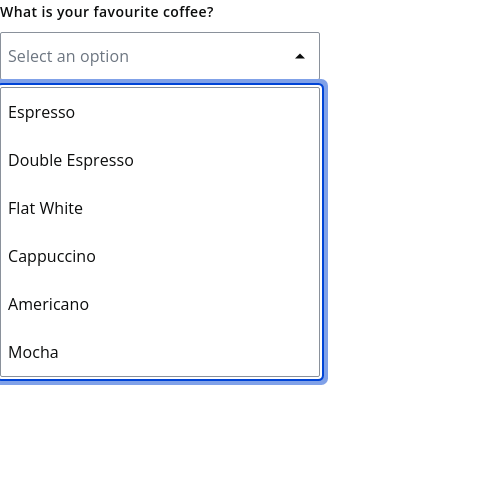 What is your favourite coffee?
Select an option
Espresso
Double Espresso
Flat White
Cappuccino
Americano
Mocha